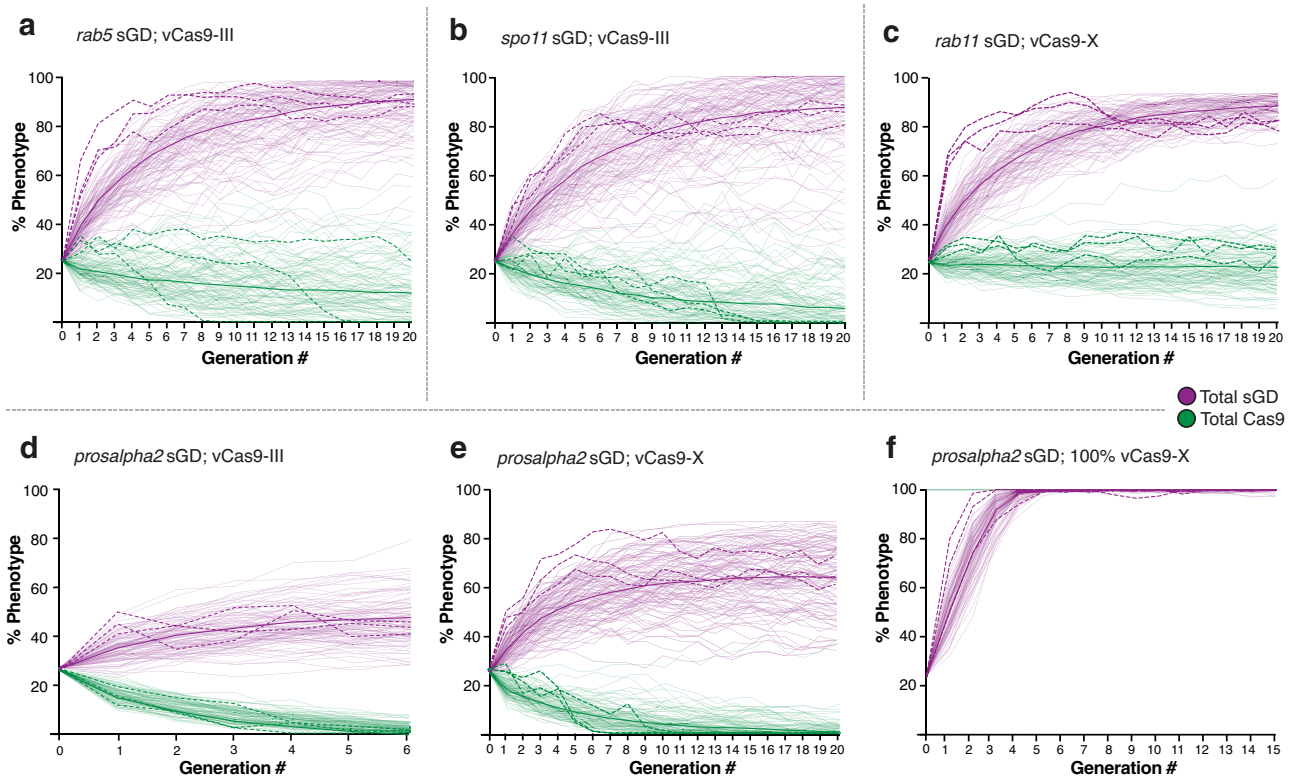 a rab5 sGD; vCas9-III
% Phenotype
100
80
60
40
20
0 1 2 3 4 5 6 7 8 9 10 11 12 13 14 15 16 17 18 19 20
Generation #
b spo11 sGD; vCas9-III
% Phenotype
100
80
60
40
20
0 1 2 3 4 5 6 7 8 9 10 11 12 13 14 15 16 17 18 19 20
Generation #
c rab11 sGD; vCas9-X
% Phenotype
100
80
60
40
20
0 1 2 3 4 5 6 7 8 9 10 11 12 13 14 15 16 17 18 19 20
Generation #
Total sGD
Total Cas9
d prosalpha2 sGD; vCas9-III
% Phenotype
100
80
60
40
20
0 1 2 3 4 5 6
Generation #
e prosalpha2 sGD; vCas9-X
% Phenotype
100
80
60
40
20
0 1 2 3 4 5 6 7 8 9 10 11 12 13 14 15 16 17 18 19 20
Generation #
f prosalpha2 sGD; 100% vCas9-X
% Phenotype
100
80
60
40
20
0 1 2 3 4 5 6 7 8 9 10 11 12 13 14 15
Generation #